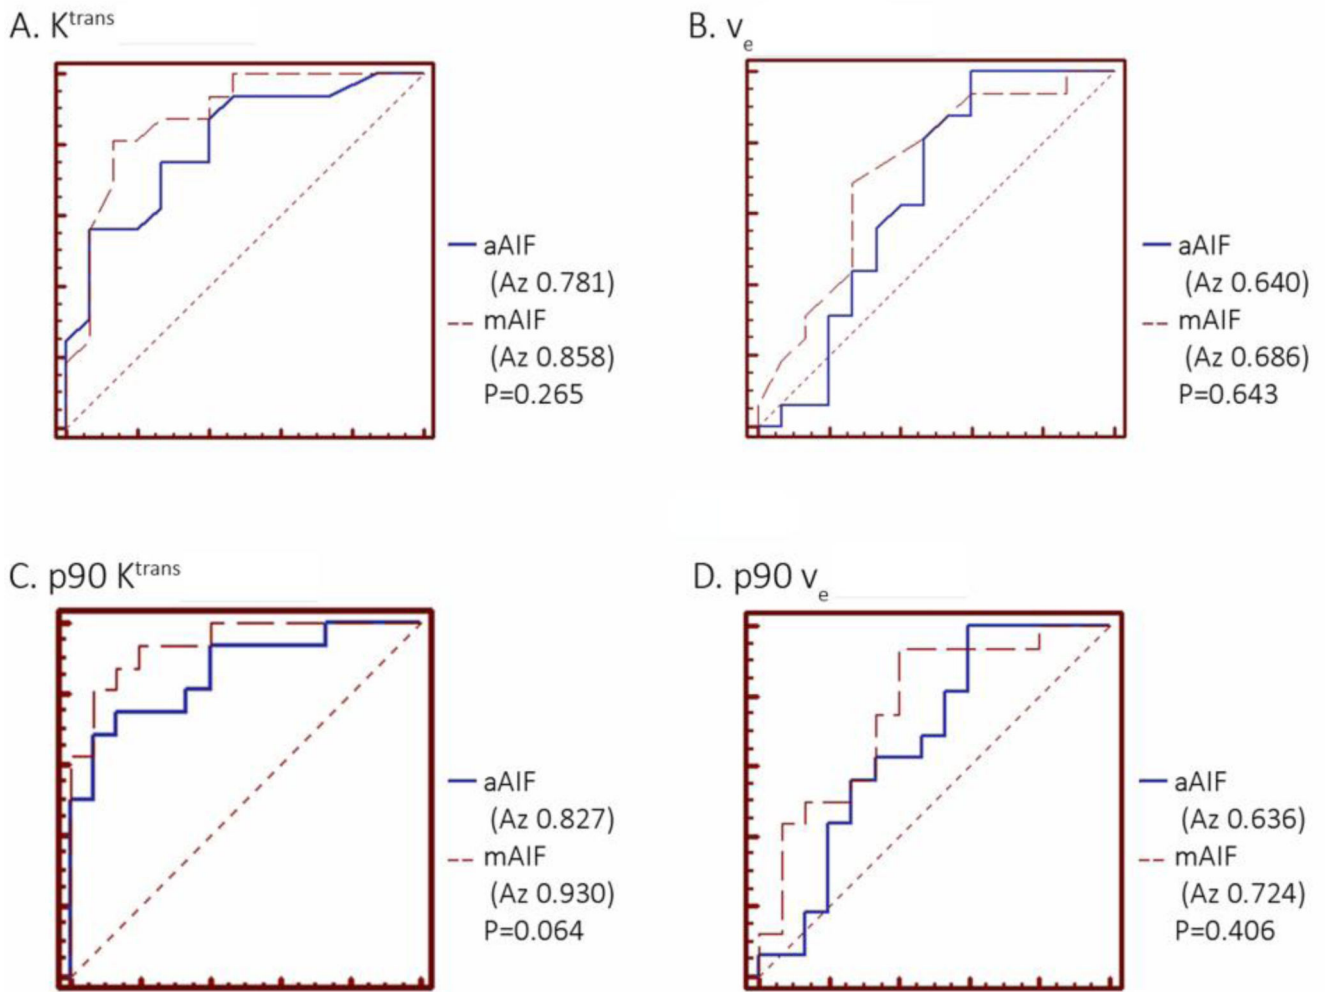 A. Ktrans
B. ve
aAIF
(Az 0.781)
mAIF
(Az 0.858)
P=0.265
aAIF
(Az 0.640)
mAIF
(Az 0.686)
P=0.643
C. p90 Ktrans
D. p90 ve
aAIF
(Az 0.827)
mAIF
(Az 0.930)
P=0.064
aAIF
(Az 0.636)
mAIF
(Az 0.724)
P=0.406